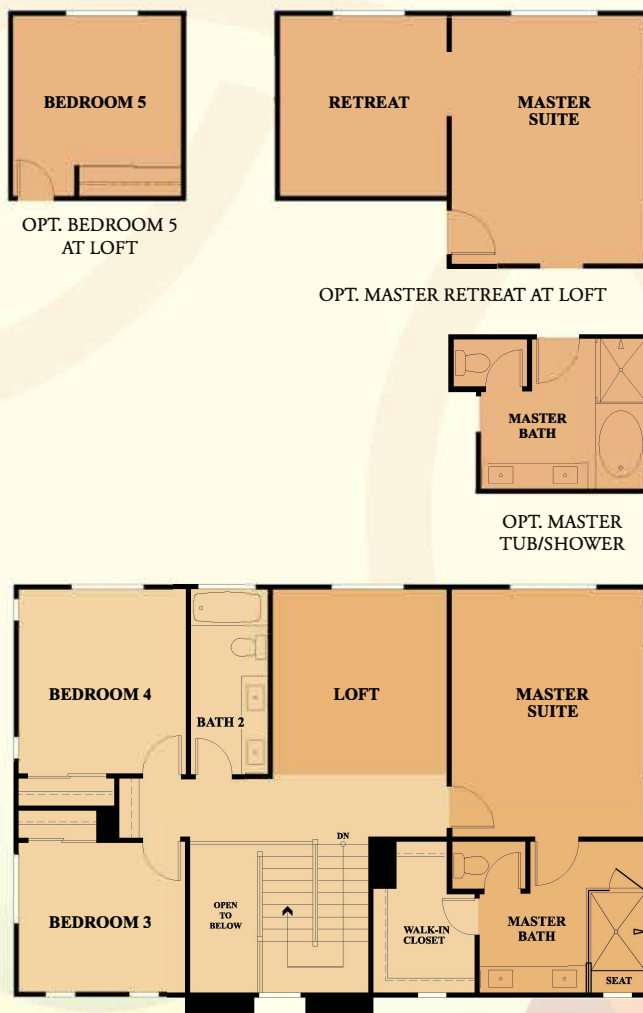 BEDROOM 5
OPT. BEDROOM 5
AT LOFT
RETREAT
MASTER
SUITE
OPT. MASTER RETREAT AT LOFT
MASTER
BATH
OPT. MASTER
TUB/SHOWER
BEDROOM 4
BATH 2
LOFT
MASTER
SUITE
DN
BEDROOM 3
OPEN
TO
BELOW
WALK-IN
CLOSET
MASTER
BATH
SEAT